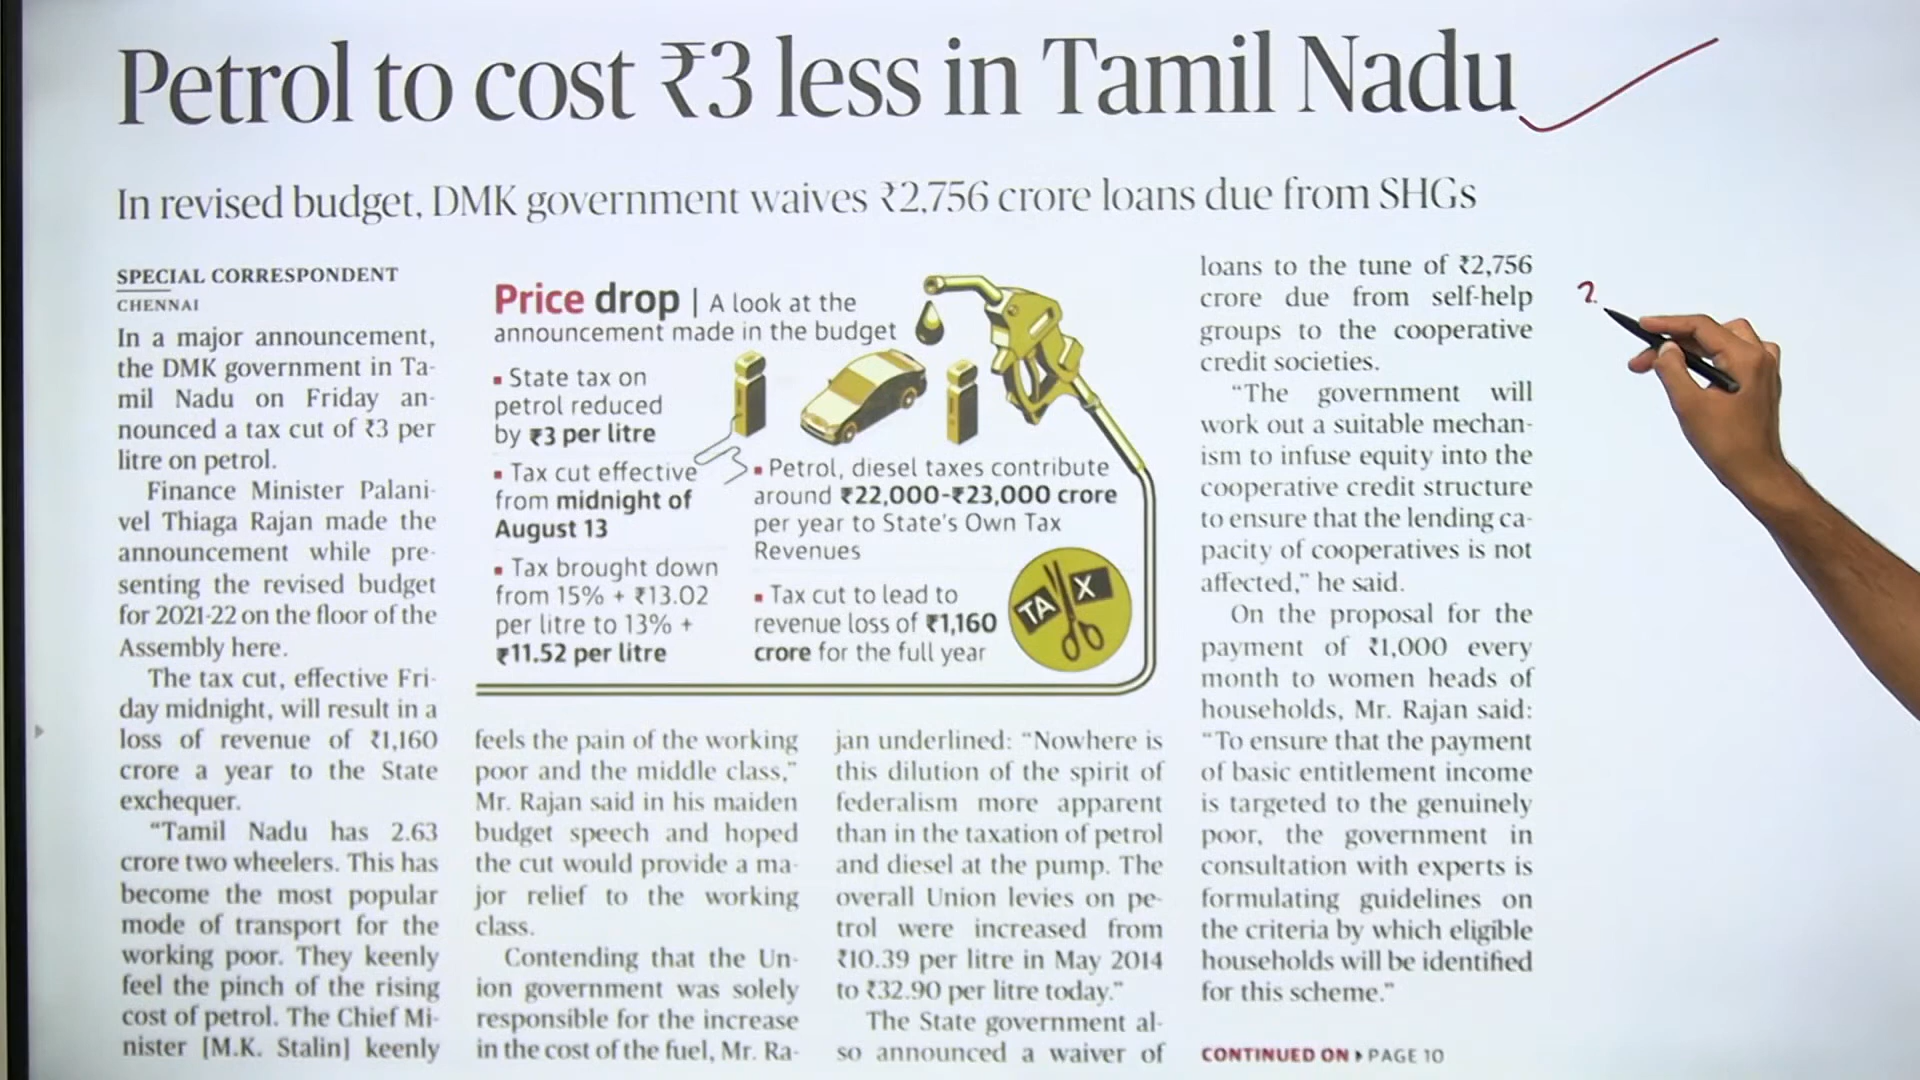 Petrol to cost ₹3 less in Tamil Nadu
In revised budget, DMK government waives ₹2,756 crore loans due from SHGs
SPECIAL CORRESPONDENT
CHENNAI
In a major announcement,
the DMK government in Ta-
mil Nadu on Friday an-
nounced a tax cut of ₹3 per
litre on petrol.
Finance Minister Palani-
vel Thiaga Rajan made the
announcement while pre-
senting the revised budget
for 2021-22 on the floor of the
Assembly here.
The tax cut, effective Fri-
day midnight, will result in a
loss of revenue of ₹1,160
crore a year to the State
exchequer.
"Tamil Nadu has 2.63
crore two wheelers. This has
become the most popular
mode of transport for the
working poor. They keenly
feel the pinch of the rising
cost of petrol. The Chief Mi-
nister [M.K. Stalin] keenly
Price drop | A look at the
announcement made in the budget
▪ State tax on
petrol reduced
by ₹3 per litre
▪ Tax cut effective
from midnight of
August 13
▪ Tax brought down
from 15% + ₹13.02
per litre to 13% +
₹11.52 per litre
▪ Petrol, diesel taxes contribute
around ₹22,000-₹23,000 crore
per year to State's Own Tax
Revenues
▪ Tax cut to lead to
revenue loss of ₹1,160
crore for the full year
TA X
feels the pain of the working
poor and the middle class,"
Mr. Rajan said in his maiden
budget speech and hoped
the cut would provide a ma-
jor relief to the working
class.
Contending that the Un-
ion government was solely
responsible for the increase
in the cost of the fuel, Mr. Ra-
jan underlined: "Nowhere is
this dilution of the spirit of
federalism more apparent
than in the taxation of petrol
and diesel at the pump. The
overall Union levies on pe-
trol were increased from
₹10.39 per litre in May 2014
to ₹32.90 per litre today."
The State government al-
so announced a waiver of
loans to the tune of ₹2,756
crore due from self-help
groups to the cooperative
credit societies.
"The government will
work out a suitable mechan-
ism to infuse equity into the
cooperative credit structure
to ensure that the lending ca-
pacity of cooperatives is not
affected," he said.
On the proposal for the
payment of ₹1,000 every
month to women heads of
households, Mr. Rajan said:
"To ensure that the payment
of basic entitlement income
is targeted to the genuinely
poor, the government in
consultation with experts is
formulating guidelines on
the criteria by which eligible
households will be identified
for this scheme."
CONTINUED ON ▸ PAGE 10
2